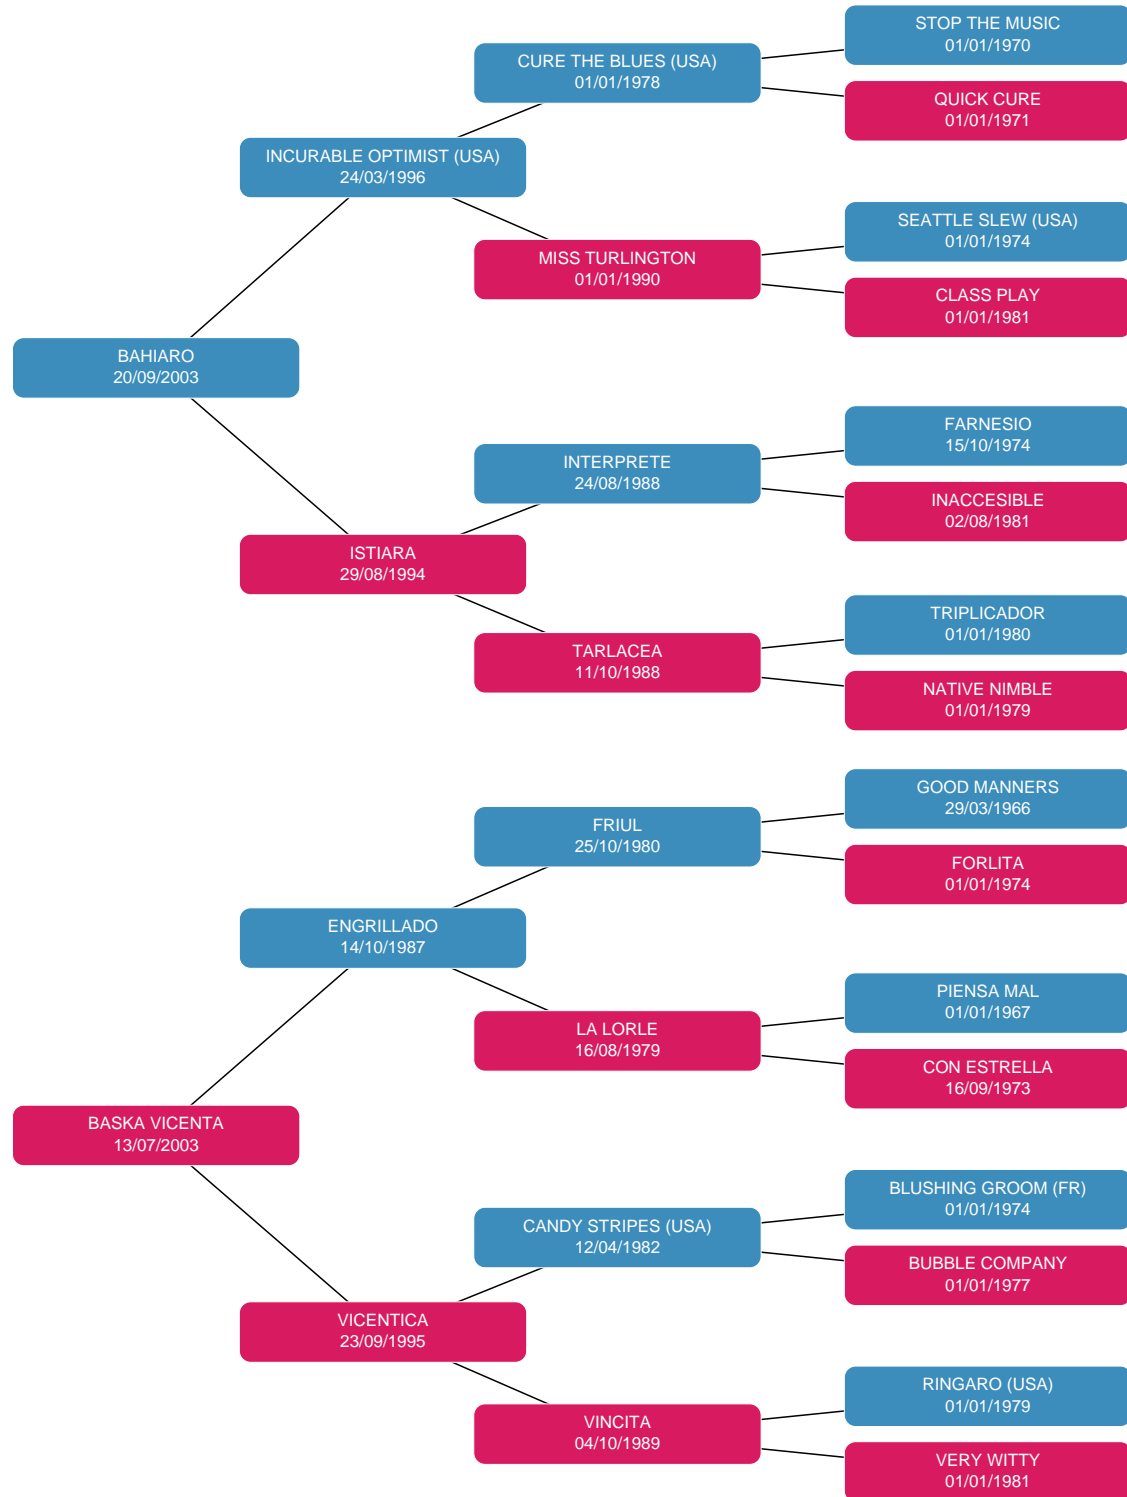 STOP THE MUSIC
01/01/1970
CURE THE BLUES (USA)
01/01/1978
QUICK CURE
01/01/1971
INCURABLE OPTIMIST (USA)
24/03/1996
SEATTLE SLEW (USA)
01/01/1974
MISS TURLINGTON
01/01/1990
CLASS PLAY
01/01/1981
BAHIARO
20/09/2003
FARNESIO
15/10/1974
INTERPRETE
24/08/1988
INACCESIBLE
02/08/1981
ISTIARA
29/08/1994
TRIPLICADOR
01/01/1980
TARLACEA
11/10/1988
NATIVE NIMBLE
01/01/1979
GOOD MANNERS
29/03/1966
FRIUL
25/10/1980
FORLITA
01/01/1974
ENGRILLADO
14/10/1987
PIENSA MAL
01/01/1967
LA LORLE
16/08/1979
CON ESTRELLA
16/09/1973
BASKA VICENTA
13/07/2003
BLUSHING GROOM (FR)
01/01/1974
CANDY STRIPES (USA)
12/04/1982
BUBBLE COMPANY
01/01/1977
VICENTICA
23/09/1995
RINGARO (USA)
01/01/1979
VINCITA
04/10/1989
VERY WITTY
01/01/1981